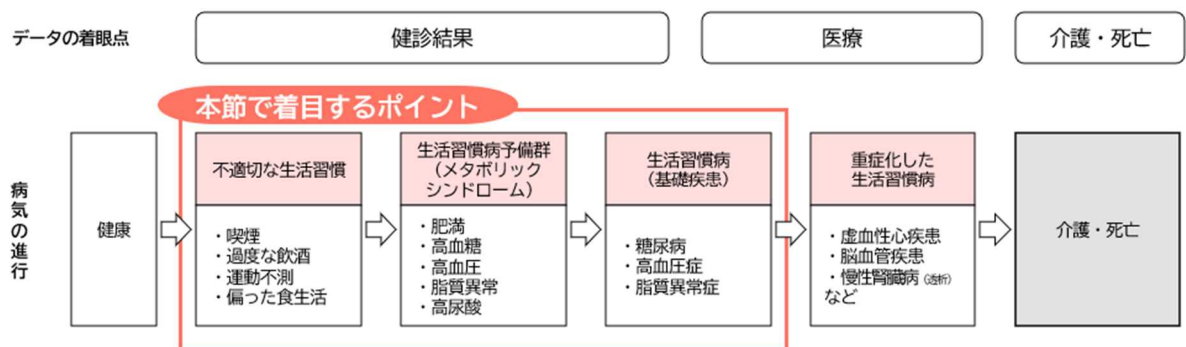 データの着眼点
健診結果
医療
介護・死亡
本節で着目するポイント
病気の進行
健康
不適切な生活習慣
・喫煙
・過度な飲酒
・運動不測
・偏った食生活
生活習慣病予備群
（メタボリック
シンドローム）
・肥満
・高血糖
・高血圧
・脂質異常
・高尿酸
生活習慣病
（基礎疾患）
・糖尿病
・高血圧症
・脂質異常症
重症化した
生活習慣病
・虚血性心疾患
・脳血管疾患
・慢性腎臓病（透析）
など
介護・死亡